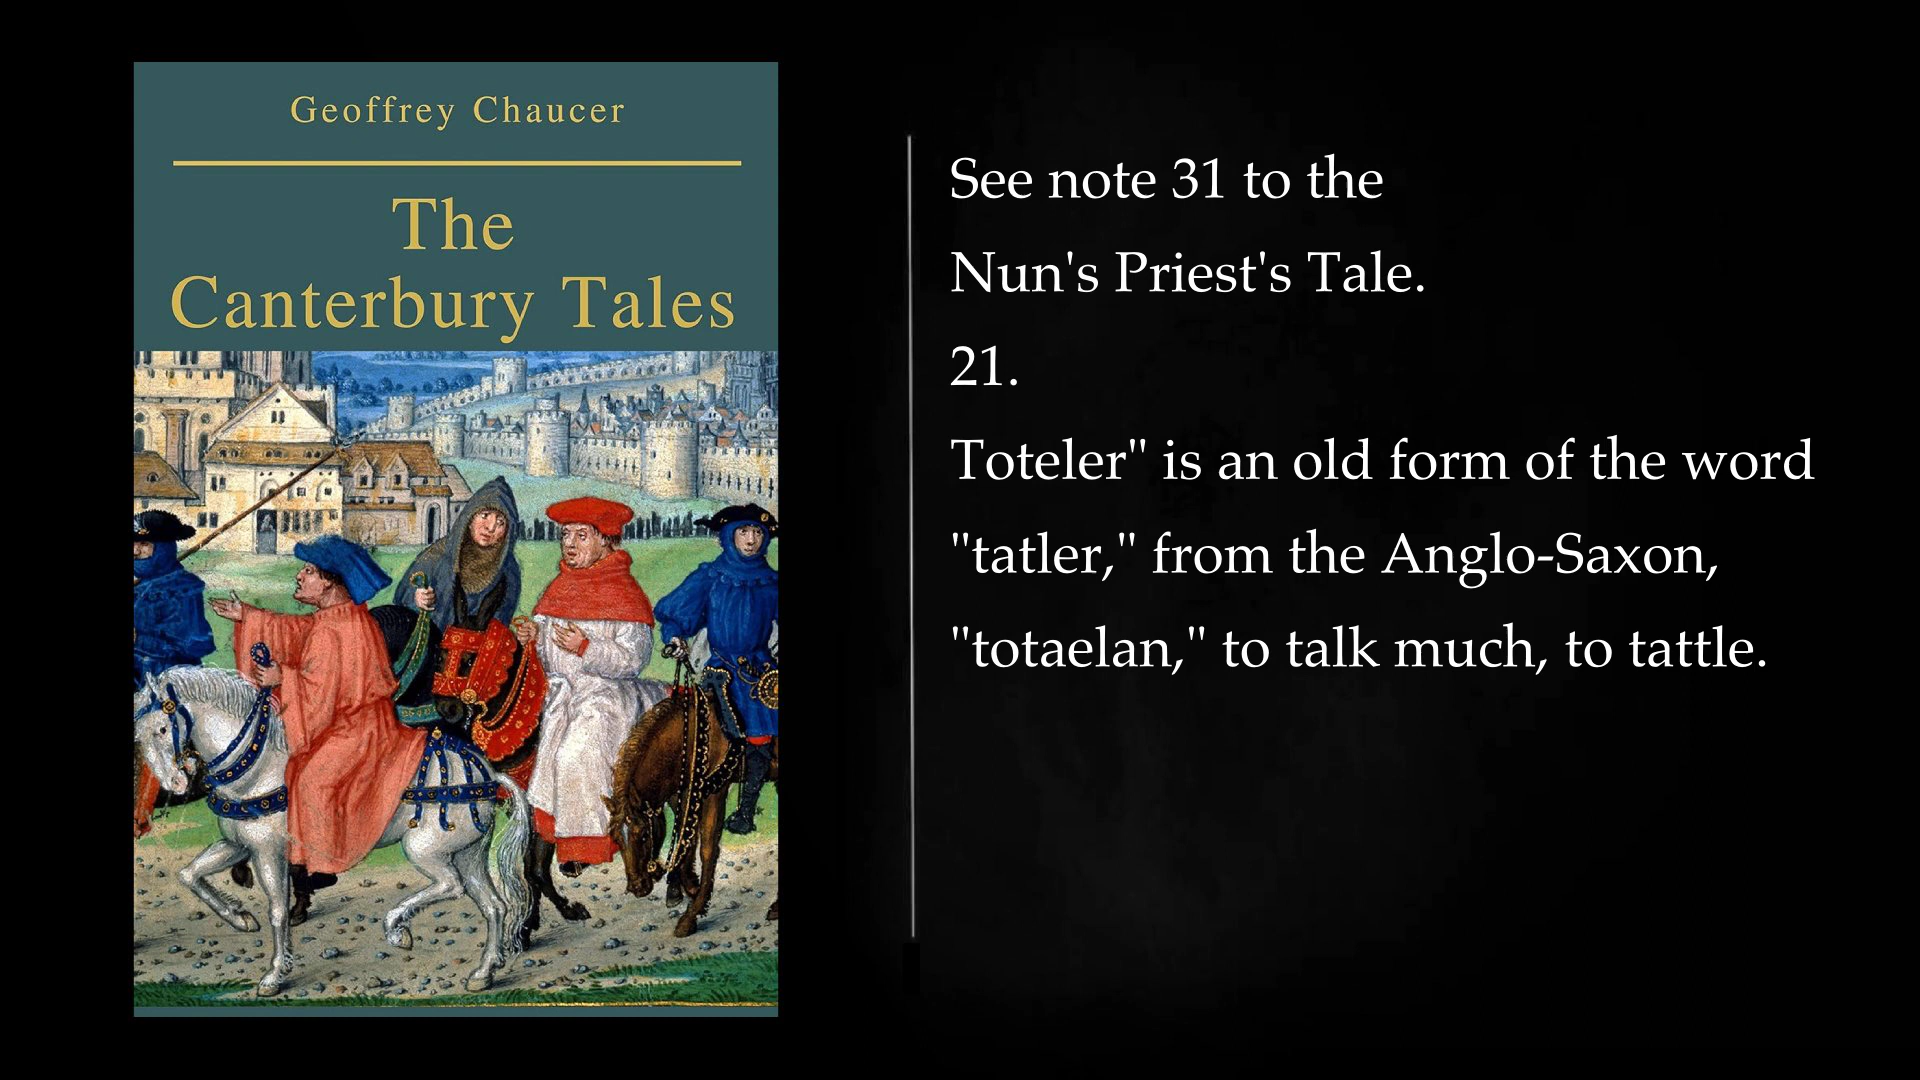 Geoffrey Chaucer
The
Canterbury Tales
See note 31 to the
Nun's Priest's Tale.
21.
Toteler" is an old form of the word
"tatler," from the Anglo-Saxon,
"totaelan," to talk much, to tattle.